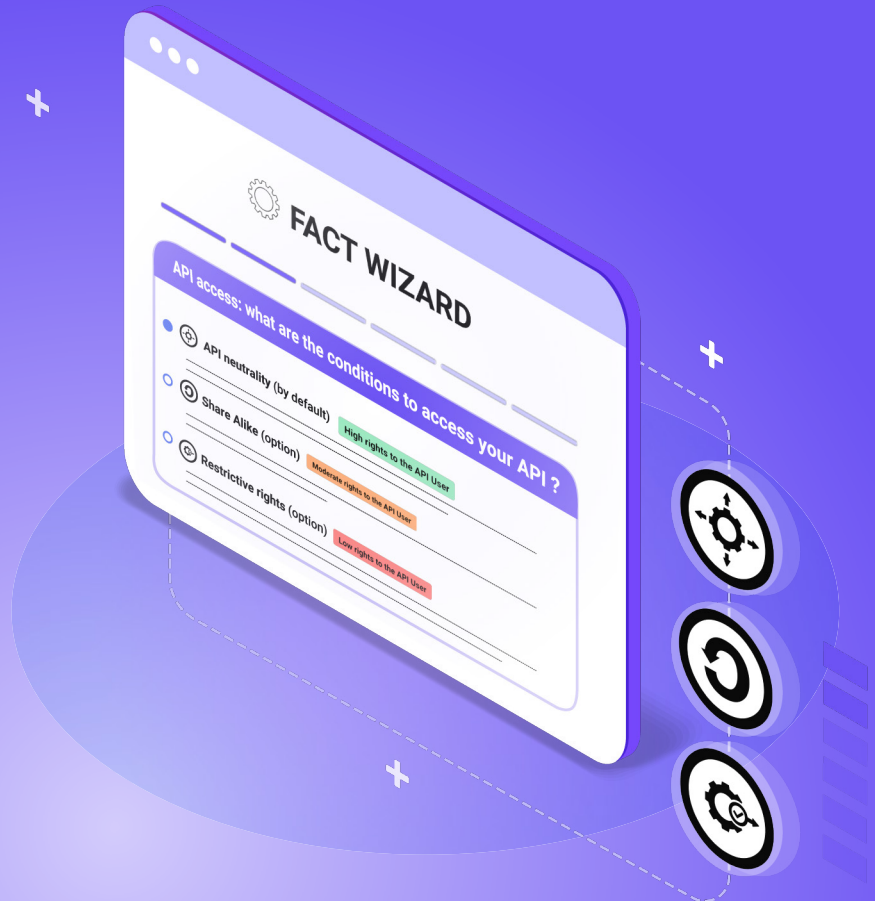 FACT WIZARD
API access: what are the conditions to access your API ?
API neutrality (by default)
High rights to the API User
Share Alike (option)
Moderate rights to the API User
Restrictive rights (option)
Low rights to the API User